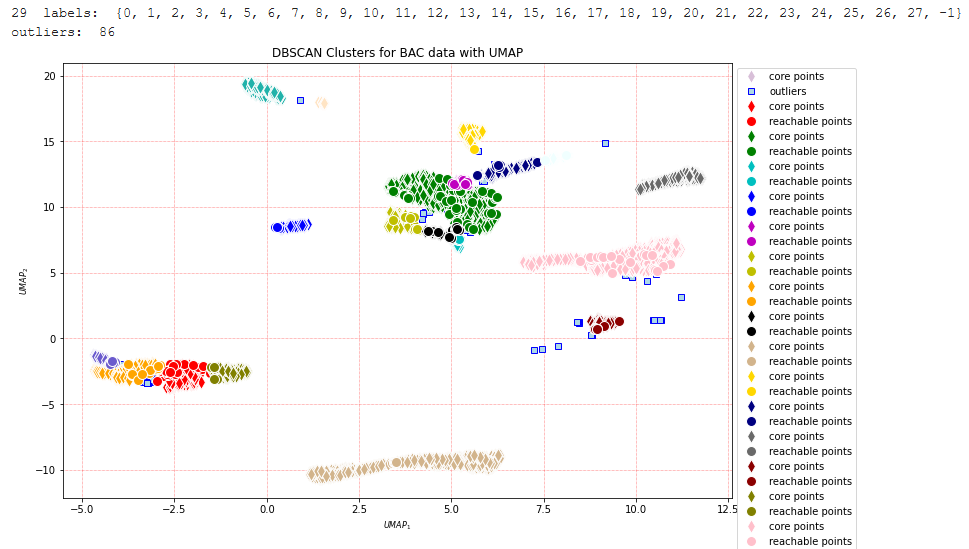 29 labels: {0, 1, 2, 3, 4, 5, 6, 7, 8, 9, 10, 11, 12, 13, 14, 15, 16, 17, 18, 19, 20, 21, 22, 23, 24, 25, 26, 27, -1}
outliers: 86
DBSCAN Clusters for BAC data with UMAP
20
15
10
5
0
−5
−10
UMAP2
−5.0
−2.5
0.0
2.5
5.0
7.5
10.0
12.5
UMAP1
core points
outliers
core points
reachable points
core points
reachable points
core points
reachable points
core points
reachable points
core points
reachable points
core points
reachable points
core points
reachable points
core points
reachable points
core points
reachable points
core points
reachable points
core points
reachable points
core points
reachable points
core points
reachable points
core points
reachable points
core points
reachable points